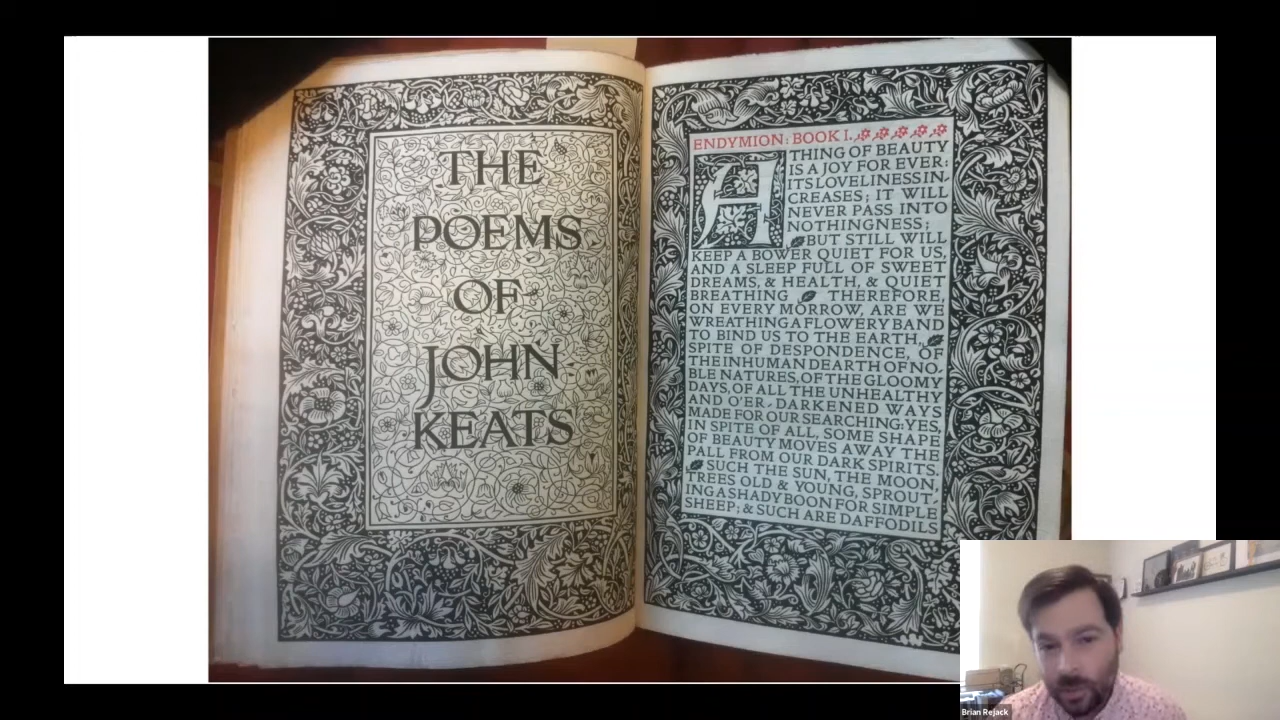 THE
POEMS
OF
JOHN
KEATS
ENDYMION: BOOK I.
A THING OF BEAUTY
IS A JOY FOR EVER:
ITS LOVELINESS IN-
CREASES; IT WILL
NEVER PASS INTO
NOTHINGNESS;
BUT STILL WILL
KEEP A BOWER QUIET FOR US,
AND A SLEEP FULL OF SWEET
DREAMS, & HEALTH, & QUIET
BREATHING THEREFORE,
ON EVERY MORROW, ARE WE
WREATHING A FLOWERY BAND
TO BIND US TO THE EARTH,
SPITE OF DESPONDENCE, OF
THE INHUMAN DEARTH OF NO-
BLE NATURES, OF THE GLOOMY
DAYS, OF ALL THE UNHEALTHY
AND O'ER-DARKENED WAYS
MADE FOR OUR SEARCHING: YES,
IN SPITE OF ALL, SOME SHAPE
OF BEAUTY MOVES AWAY THE
PALL FROM OUR DARK SPIRITS.
SUCH THE SUN, THE MOON,
TREES OLD & YOUNG, SPROUT-
ING A SHADY BOON FOR SIMPLE
SHEEP; & SUCH ARE DAFFODILS
Brian Rejack